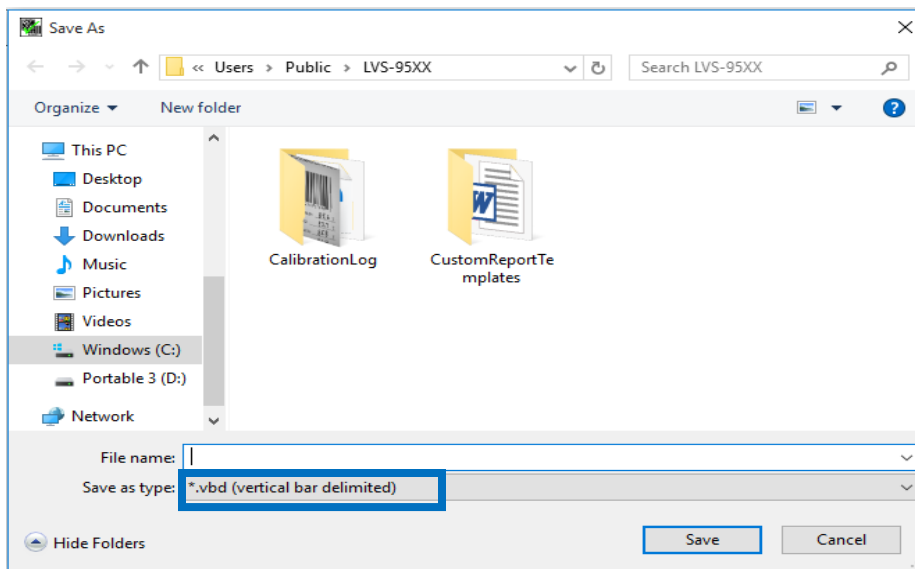 Save As
« Users > Public > LVS-95XX
Search LVS-95XX
Organize
New folder
This PC
Desktop
Documents
Downloads
Music
Pictures
Videos
Windows (C:)
Portable 3 (D:)
Network
CalibrationLog
CustomReportTe
mplates
File name:
Save as type: *.vbd (vertical bar delimited)
Hide Folders
Save
Cancel